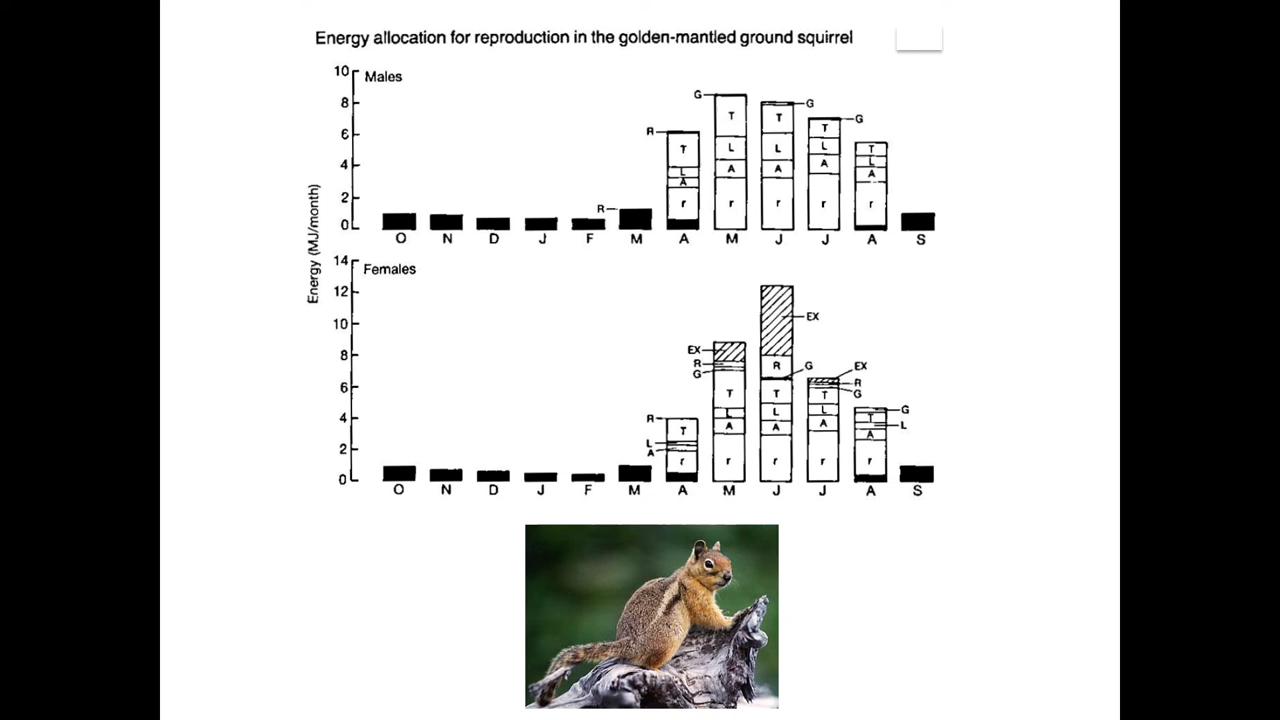 Energy allocation for reproduction in the golden-mantled ground squirrel
Energy (MJ/month)
10
8
6
4
2
0
Males
R
R
T
L
A
r
G
T
L
A
r
G
T
L
A
r
G
T
L
A
r
T
L
A
r
O N D J F M A M J J A S
14
12
10
8
6
4
2
0
Females
R
L
A
T
r
EX
R
G
T
L
A
r
EX
R
G
T
L
A
r
EX
R
G
T
L
A
r
G
L
T
A
r
O N D J F M A M J J A S